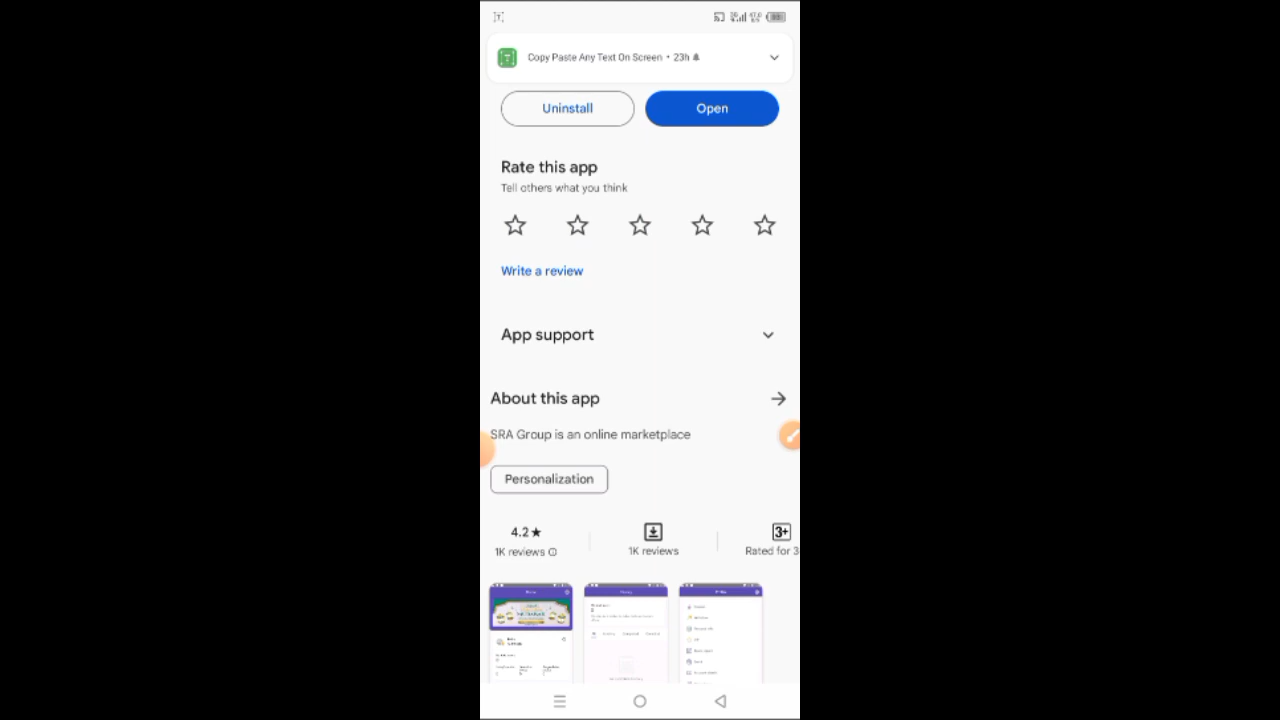 Copy Paste Any Text On Screen • 23h
Uninstall
Open
Rate this app
Tell others what you think
Write a review
App support
About this app
SRA Group is an online marketplace
Personalization
4.2★
1K reviews
1K reviews
3+
Rated for 3